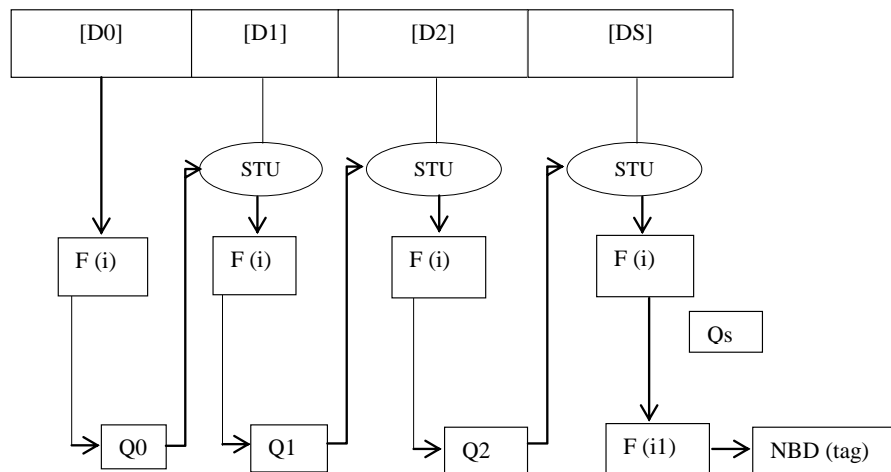 [D0] [D1] [D2] [DS]
STU STU STU
F (i) F (i) F (i) F (i)
Qs
Q0 Q1 Q2 F (i1) NBD (tag)